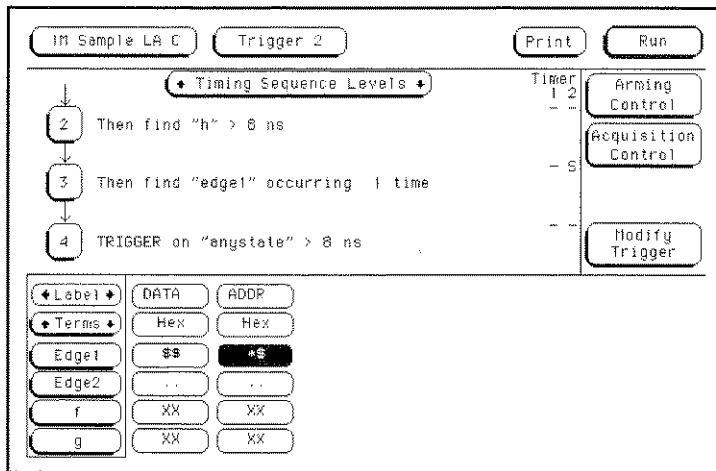 1M Sample LA C Trigger 2 Print Run
Timing Sequence Levels
Timer
1 2
Arming
Control
- -
2 Then find "h" > 8 ns
Acquisition
Control
- S
3 Then find "edge1" occurring 1 time
- -
4 TRIGGER on "anystate" > 8 ns
Modify
Trigger
Label DATA ADDR
Terms Hex Hex
Edge1 $$ *$
Edge2 .. ..
f XX XX
g XX XX